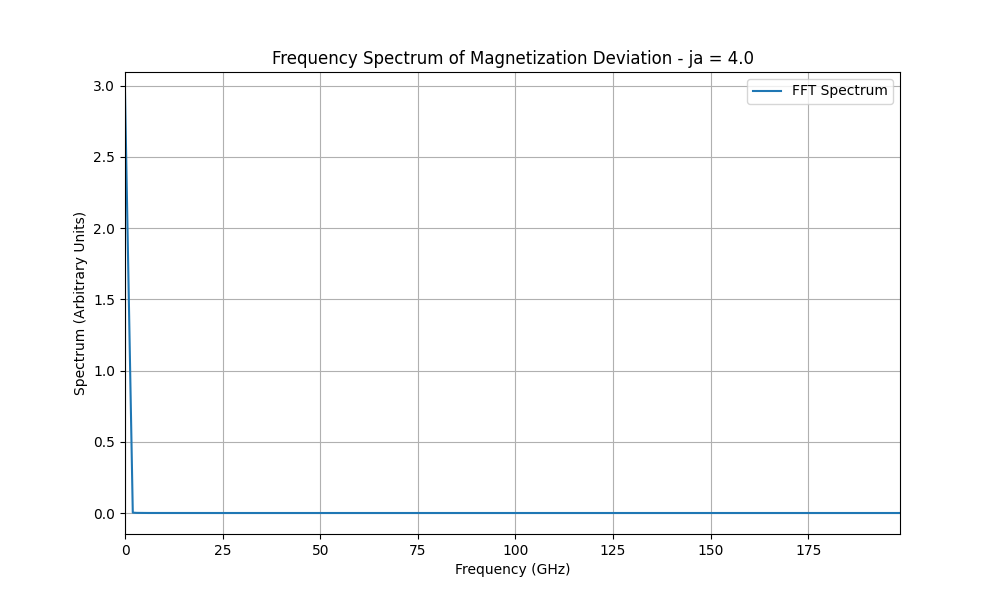 Frequency Spectrum of Magnetization Deviation - ja = 4.0
FFT Spectrum
Spectrum (Arbitrary Units)
3.0
2.5
2.0
1.5
1.0
0.5
0.0
0 25 50 75 100 125 150 175
Frequency (GHz)